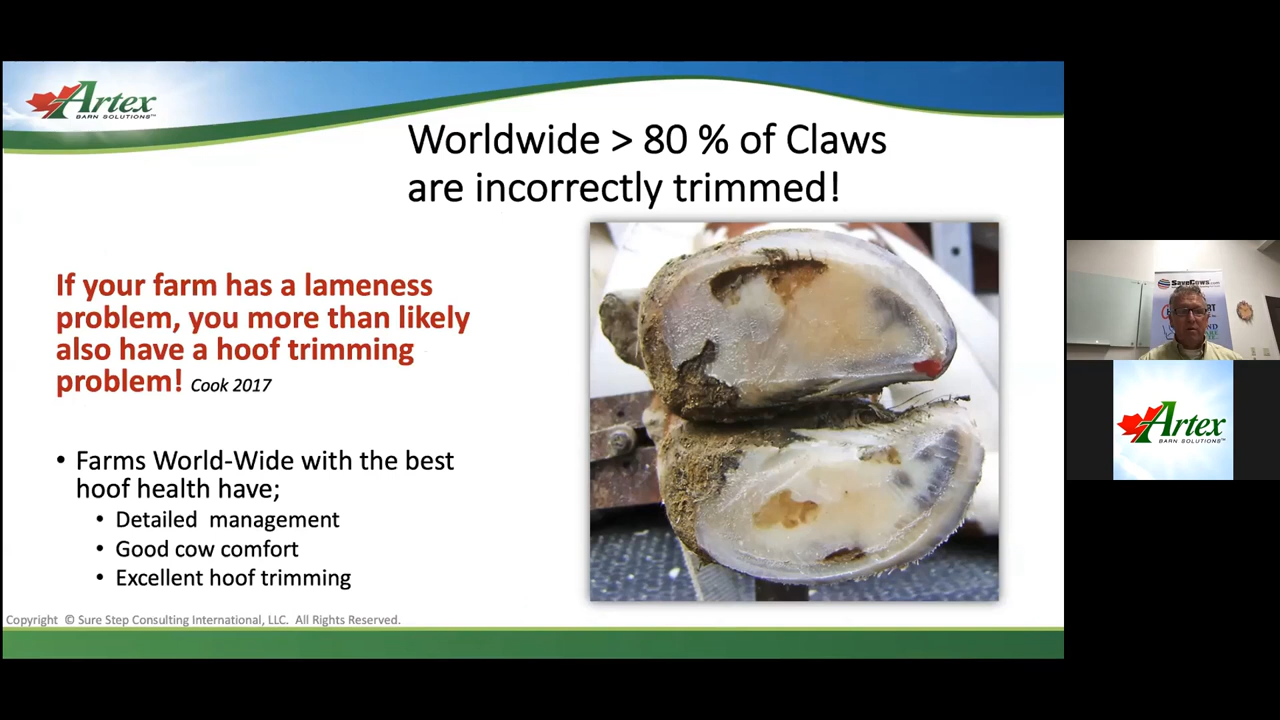 Artex
BARN SOLUTIONS™
Worldwide > 80 % of Claws
are incorrectly trimmed!
If your farm has a lameness
problem, you more than likely
also have a hoof trimming
problem! Cook 2017
• Farms World-Wide with the best
hoof health have;
• Detailed management
• Good cow comfort
• Excellent hoof trimming
Copyright © Sure Step Consulting International, LLC. All Rights Reserved.
SaveCows.com
Artex
BARN SOLUTIONS™